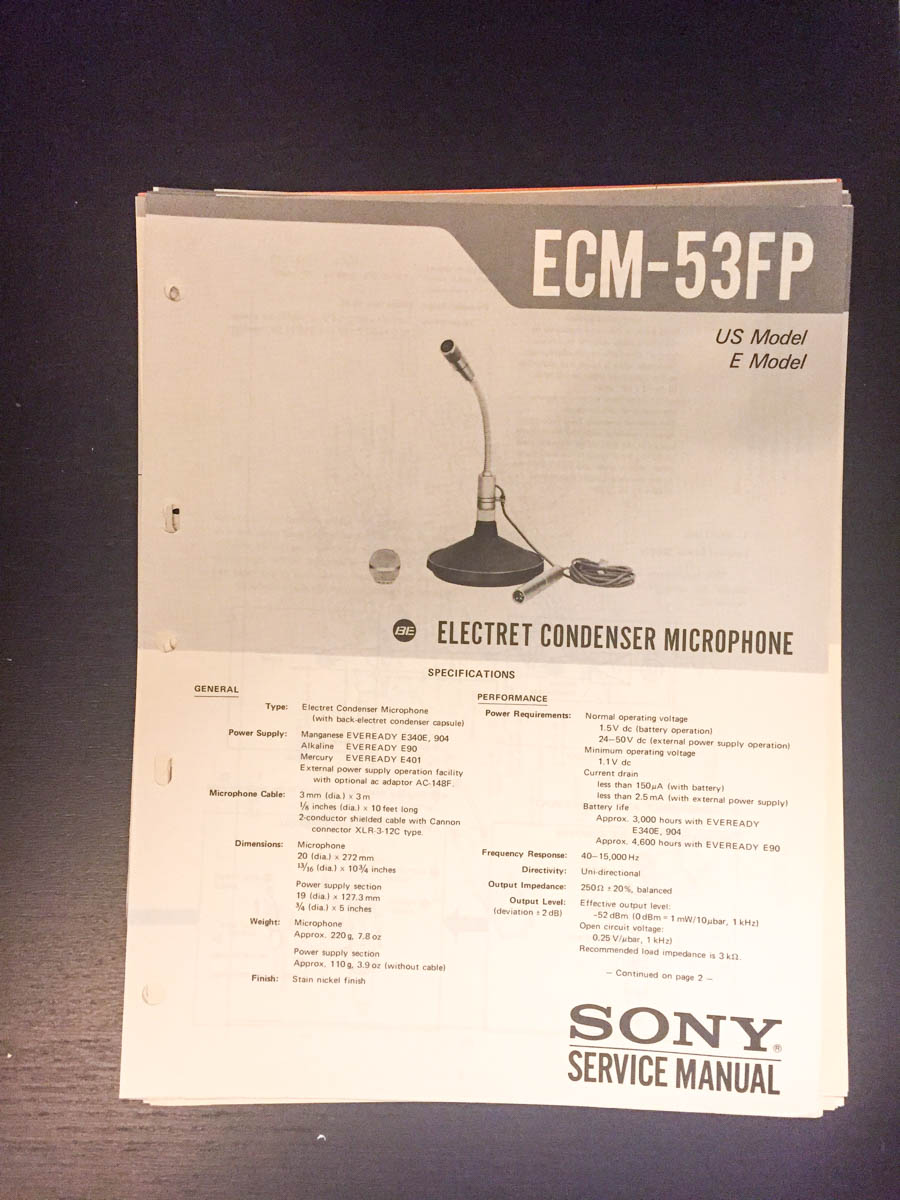 ECM-53FP
US Model
E Model
BE ELECTRET CONDENSER MICROPHONE
SPECIFICATIONS
GENERAL
Type: Electret Condenser Microphone
(with back-electret condenser capsule)
Power Supply: Manganese EVEREADY E340E, 904
Alkaline EVEREADY E90
Mercury EVEREADY E401
External power supply operation facility
with optional ac adaptor AC-148F.
Microphone Cable: 3 mm (dia.) x 3 m
1/8 inches (dia.) x 10 feet long
2-conductor shielded cable with Cannon
connector XLR-3-12C type.
Dimensions: Microphone
20 (dia.) x 272 mm
13/16 (dia.) x 10 3/4 inches
Power supply section
19 (dia.) x 127.3 mm
3/4 (dia.) x 5 inches
Weight: Microphone
Approx. 220 g, 7.8 oz
Power supply section
Approx. 110 g, 3.9 oz (without cable)
Finish: Stain nickel finish
PERFORMANCE
Power Requirements: Normal operating voltage
1.5 V dc (battery operation)
24–50 V dc (external power supply operation)
Minimum operating voltage
1.1 V dc
Current drain
less than 150 μA (with battery)
less than 2.5 mA (with external power supply)
Battery life
Approx. 3,000 hours with EVEREADY
E340E, 904
Approx. 4,600 hours with EVEREADY E90
Frequency Response: 40–15,000 Hz
Directivity: Uni-directional
Output Impedance: 250Ω ±20%, balanced
Output Level: Effective output level:
(deviation ±2 dB) -52 dBm (0 dBm = 1 mW/10 μbar, 1 kHz)
Open circuit voltage:
0.25 V/μbar, 1 kHz)
Recommended load impedance is 3 kΩ.
— Continued on page 2 —
SONY®
SERVICE MANUAL